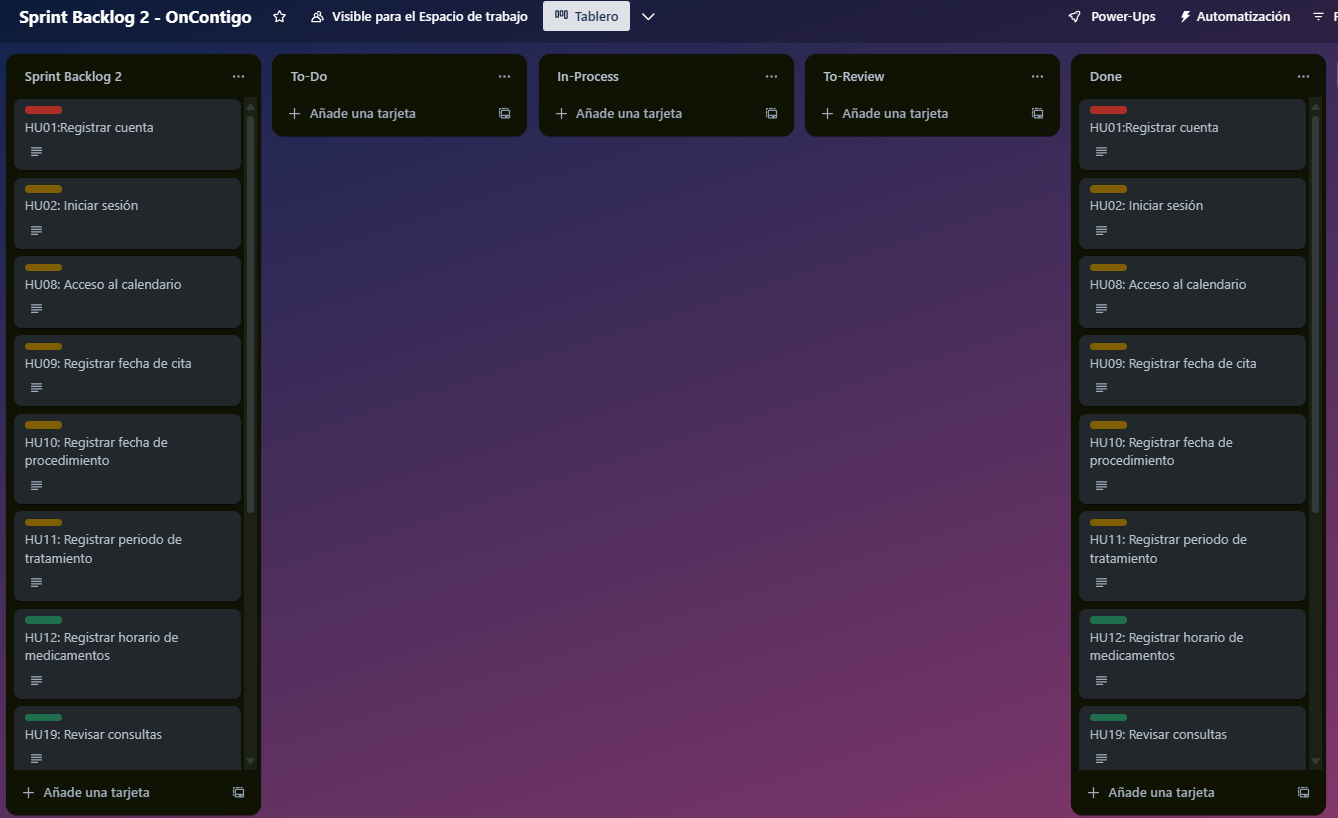 Sprint Backlog 2 - OnContigo
Visible para el Espacio de trabajo
Tablero
Power-Ups
Automatización
Sprint Backlog 2
HU01:Registrar cuenta
HU02: Iniciar sesión
HU08: Acceso al calendario
HU09: Registrar fecha de cita
HU10: Registrar fecha de
procedimiento
HU11: Registrar periodo de
tratamiento
HU12: Registrar horario de
medicamentos
HU19: Revisar consultas
Añade una tarjeta
To-Do
Añade una tarjeta
In-Process
Añade una tarjeta
To-Review
Añade una tarjeta
Done
HU01:Registrar cuenta
HU02: Iniciar sesión
HU08: Acceso al calendario
HU09: Registrar fecha de cita
HU10: Registrar fecha de
procedimiento
HU11: Registrar periodo de
tratamiento
HU12: Registrar horario de
medicamentos
HU19: Revisar consultas
Añade una tarjeta